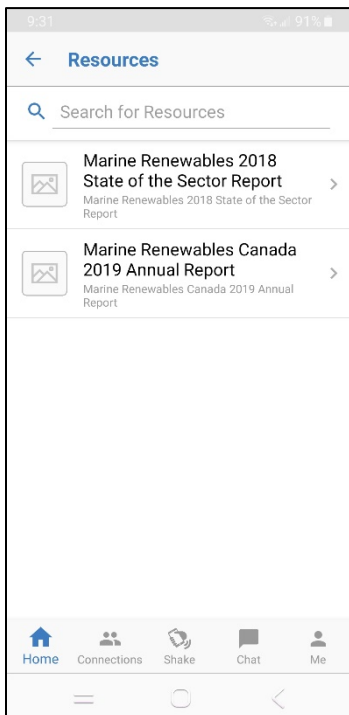 9:31
91%
Resources
Search for Resources
Marine Renewables 2018
State of the Sector Report
Marine Renewables 2018 State of the Sector
Report
Marine Renewables Canada
2019 Annual Report
Marine Renewables Canada 2019 Annual
Report
Home Connections Shake Chat Me